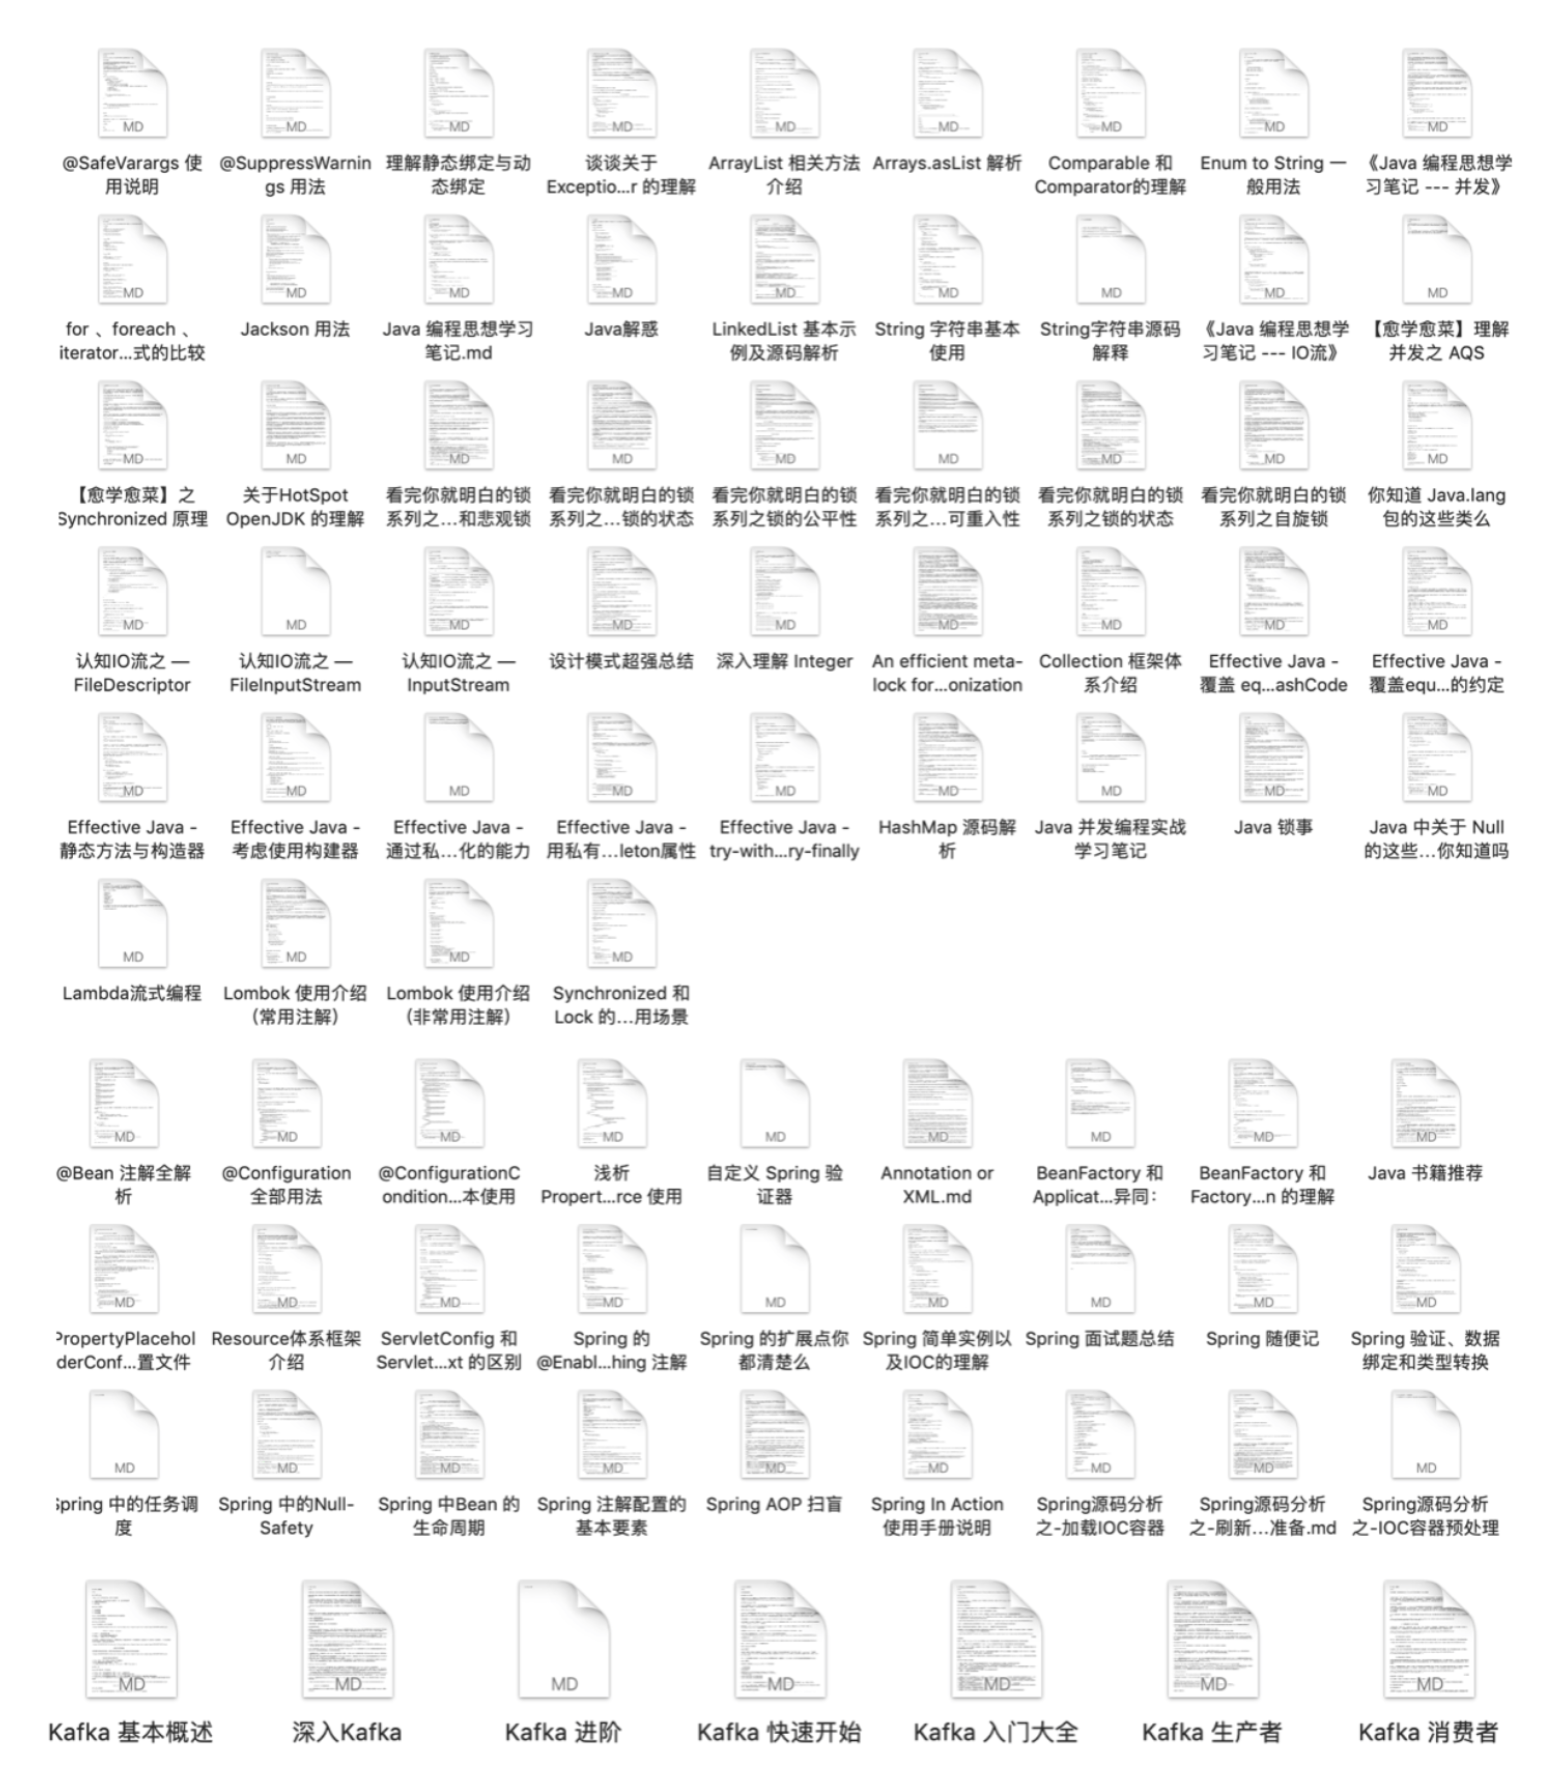 MD MD MD MD MD MD MD MD MD
@SafeVarargs 使 @SuppressWarnin 理解静态绑定与动 谈谈关于 ArrayList 相关方法 Arrays.asList 解析 Comparable 和 Enum to String — 《Java 编程思想学
用说明 gs 用法 态绑定 Exceptio...r 的理解 介绍 Comparator的理解 般用法 习笔记 --- 并发》
MD MD MD MD MD MD MD MD MD
for 、foreach 、 Jackson 用法 Java 编程思想学习 Java解惑 LinkedList 基本示 String 字符串基本 String字符串源码 《Java 编程思想学 【愈学愈菜】理解
iterator...式的比较 笔记.md 例及源码解析 使用 解释 习笔记 --- IO流》 并发之 AQS
MD MD MD MD MD MD MD MD MD
【愈学愈菜】之 关于HotSpot 看完你就明白的锁 看完你就明白的锁 看完你就明白的锁 看完你就明白的锁 看完你就明白的锁 看完你就明白的锁 你知道 Java.lang
Synchronized 原理 OpenJDK 的理解 系列之...和悲观锁 系列之...锁的状态 系列之锁的公平性 系列之...可重入性 系列之锁的状态 系列之自旋锁 包的这些类么
MD MD MD MD MD MD MD MD MD
认知IO流之 — 认知IO流之 — 认知IO流之 — 设计模式超强总结 深入理解 Integer An efficient meta- Collection 框架体 Effective Java - Effective Java -
FileDescriptor FileInputStream InputStream lock for...onization 系介绍 覆盖 eq...ashCode 覆盖equ...的约定
MD MD MD MD MD MD MD MD MD
Effective Java - Effective Java - Effective Java - Effective Java - Effective Java - HashMap 源码解 Java 并发编程实战 Java 锁事 Java 中关于 Null
静态方法与构造器 考虑使用构建器 通过私...化的能力 用私有...leton属性 try-with...ry-finally 析 学习笔记 的这些...你知道吗
MD MD MD MD
Lambda流式编程 Lombok 使用介绍 Lombok 使用介绍 Synchronized 和
（常用注解） （非常用注解） Lock 的...用场景
MD MD MD MD MD MD MD MD MD
@Bean 注解全解 @Configuration @ConfigurationC 浅析 自定义 Spring 验 Annotation or BeanFactory 和 BeanFactory 和 Java 书籍推荐
析 全部用法 ondition...本使用 Propert...rce 使用 证器 XML.md Applicat...异同： Factory...n 的理解
MD MD MD MD MD MD MD MD MD
PropertyPlacehol Resource体系框架 ServletConfig 和 Spring 的 Spring 的扩展点你 Spring 简单实例以 Spring 面试题总结 Spring 随便记 Spring 验证、数据
derConf...置文件 介绍 Servlet...xt 的区别 @Enabl...hing 注解 都清楚么 及IOC的理解 绑定和类型转换
MD MD MD MD MD MD MD MD MD
Spring 中的任务调 Spring 中的Null- Spring 中Bean 的 Spring 注解配置的 Spring AOP 扫盲 Spring In Action Spring源码分析 Spring源码分析 Spring源码分析
度 Safety 生命周期 基本要素 使用手册说明 之-加载IOC容器 之-刷新...准备.md 之-IOC容器预处理
MD MD MD MD MD MD MD
Kafka 基本概述 深入Kafka Kafka 进阶 Kafka 快速开始 Kafka 入门大全 Kafka 生产者 Kafka 消费者